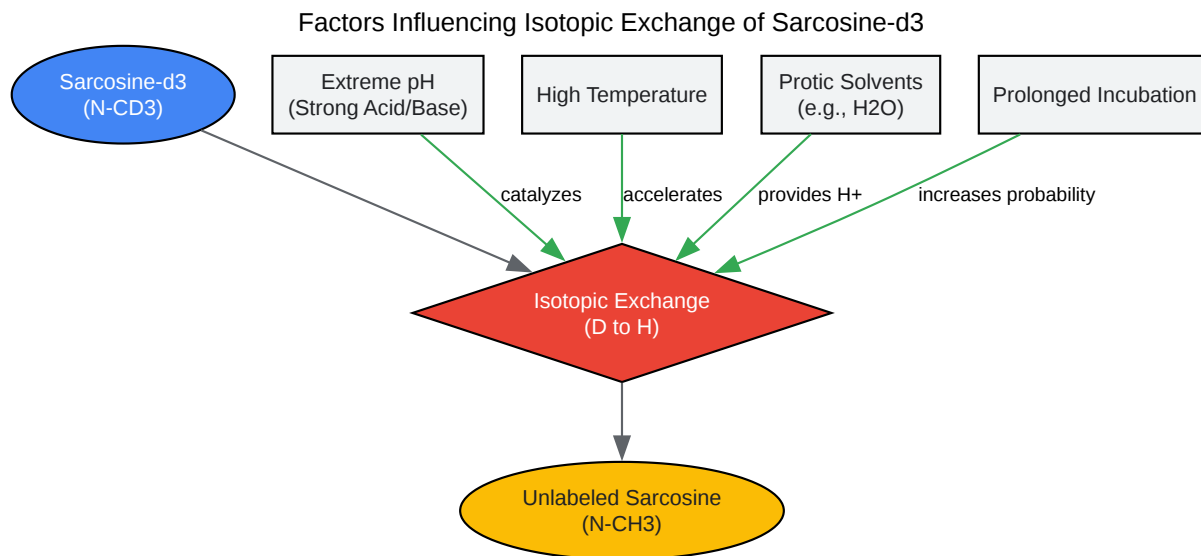 Factors Influencing Isotopic Exchange of Sarcosine-d3
Sarcosine-d3
(N-CD3)
Extreme pH
(Strong Acid/Base)
High Temperature
Protic Solvents
(e.g., H2O)
Prolonged Incubation
catalyzes
accelerates
provides H+
increases probability
Isotopic Exchange
(D to H)
Unlabeled Sarcosine
(N-CH3)